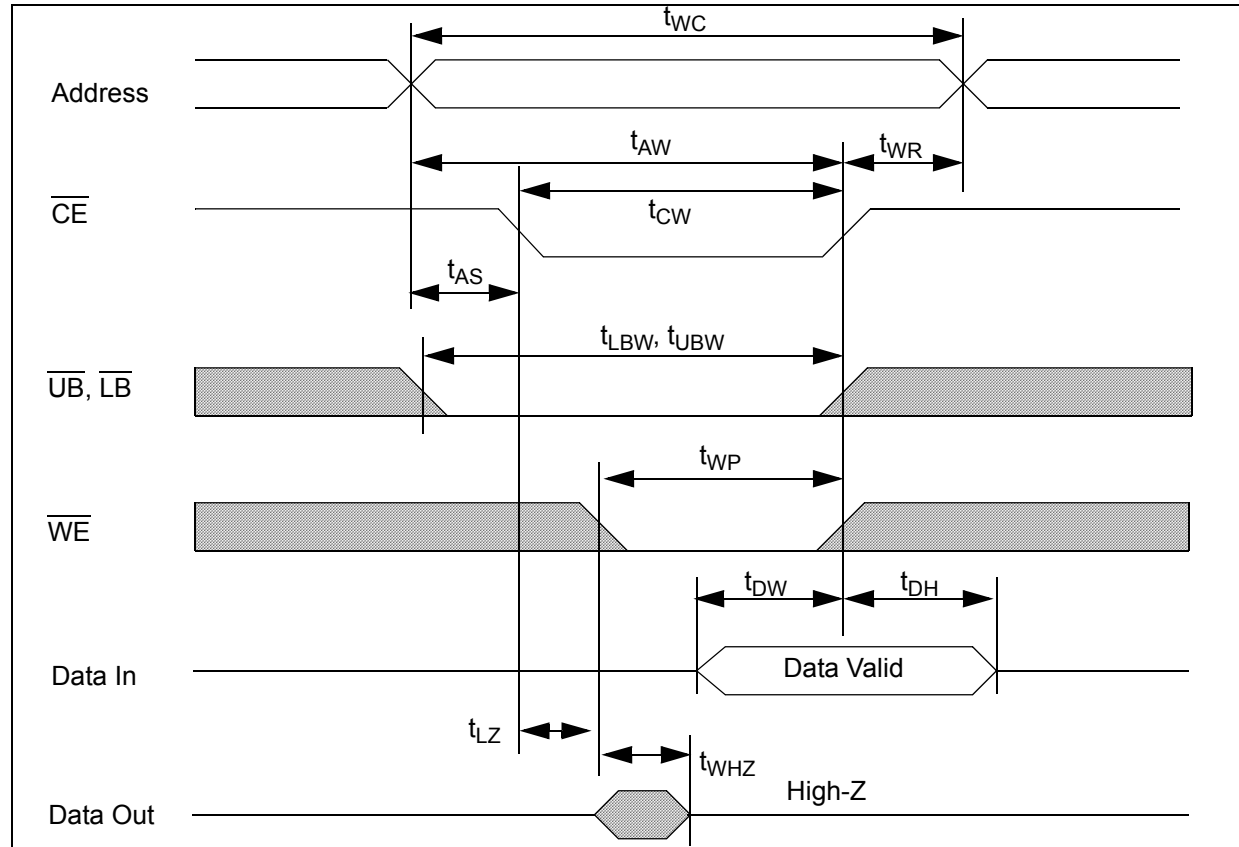 tWC
Address
tAW
tWR
CE
tCW
tAS
tLBW, tUBW
UB, LB
tWP
WE
tDW
tDH
Data Valid
Data In
tLZ
tWHZ
High-Z
Data Out